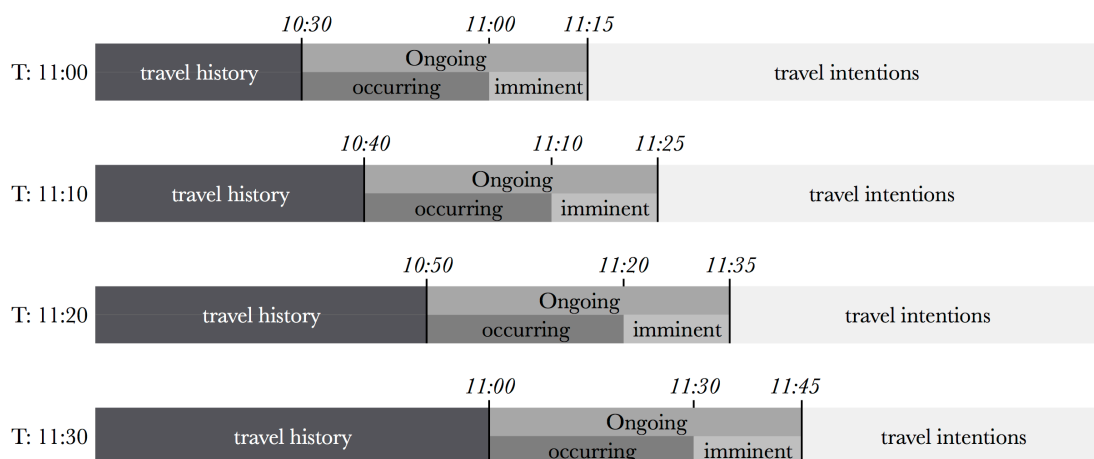 10:30 11:00 11:15
T: 11:00 travel history Ongoing travel intentions
occurring imminent
10:40 11:10 11:25
T: 11:10 travel history Ongoing travel intentions
occurring imminent
10:50 11:20 11:35
T: 11:20 travel history Ongoing travel intentions
occurring imminent
11:00 11:30 11:45
T: 11:30 travel history Ongoing travel intentions
occurring imminent